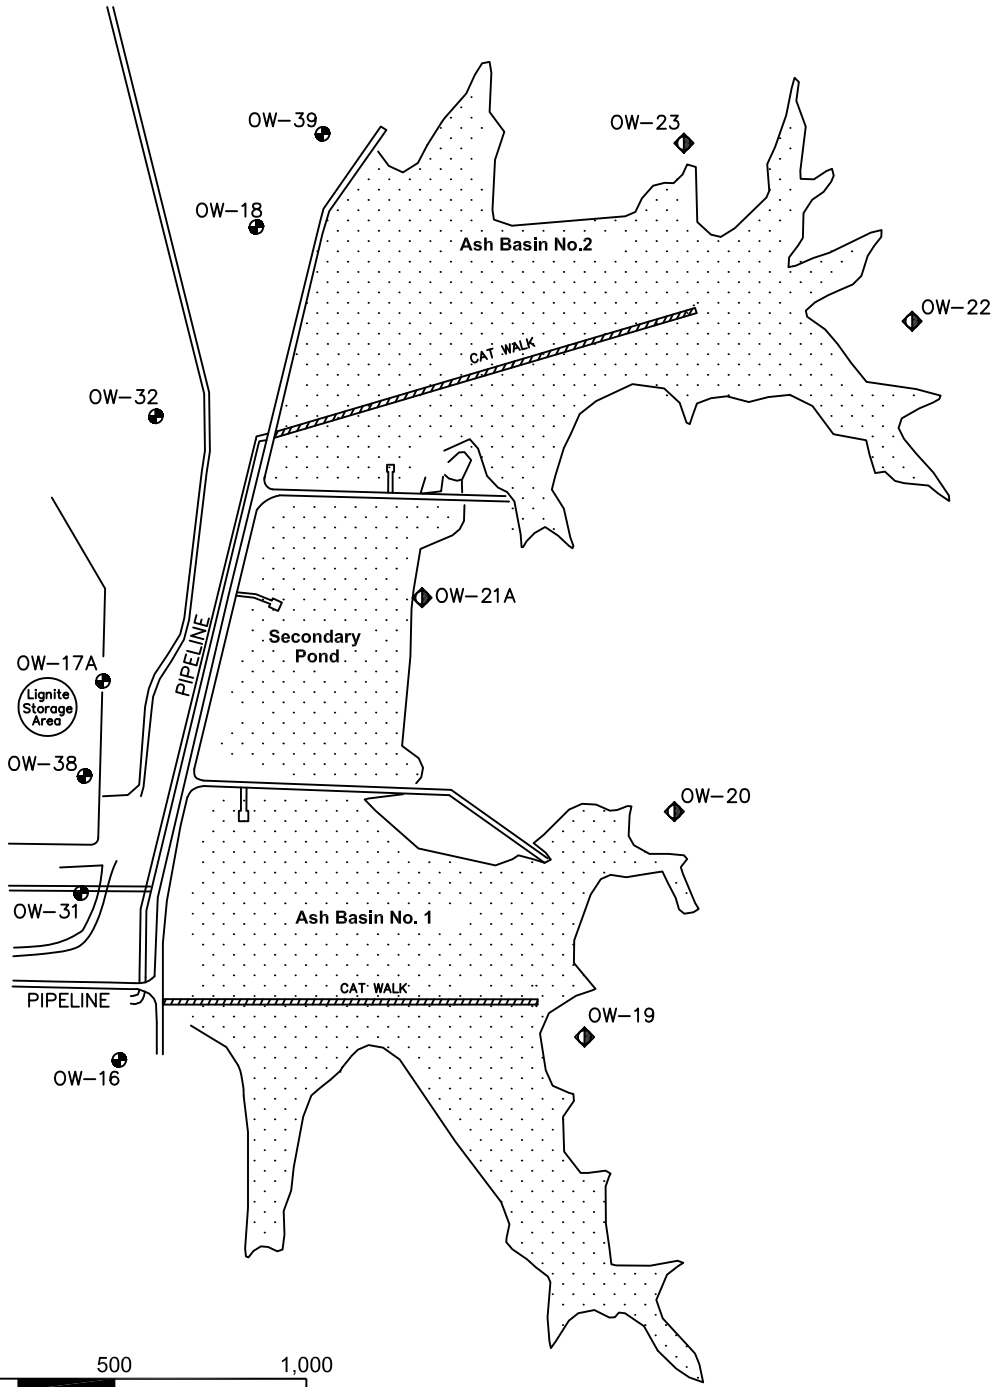 OW-39
OW-23
OW-18
Ash Basin No.2
OW-22
CAT WALK
OW-32
OW-21A
PIPELINE
Secondary
Pond
OW-17A
Lignite
Storage
Area
OW-38
OW-20
OW-31
Ash Basin No. 1
CAT WALK
PIPELINE
OW-19
OW-16
500 1,000